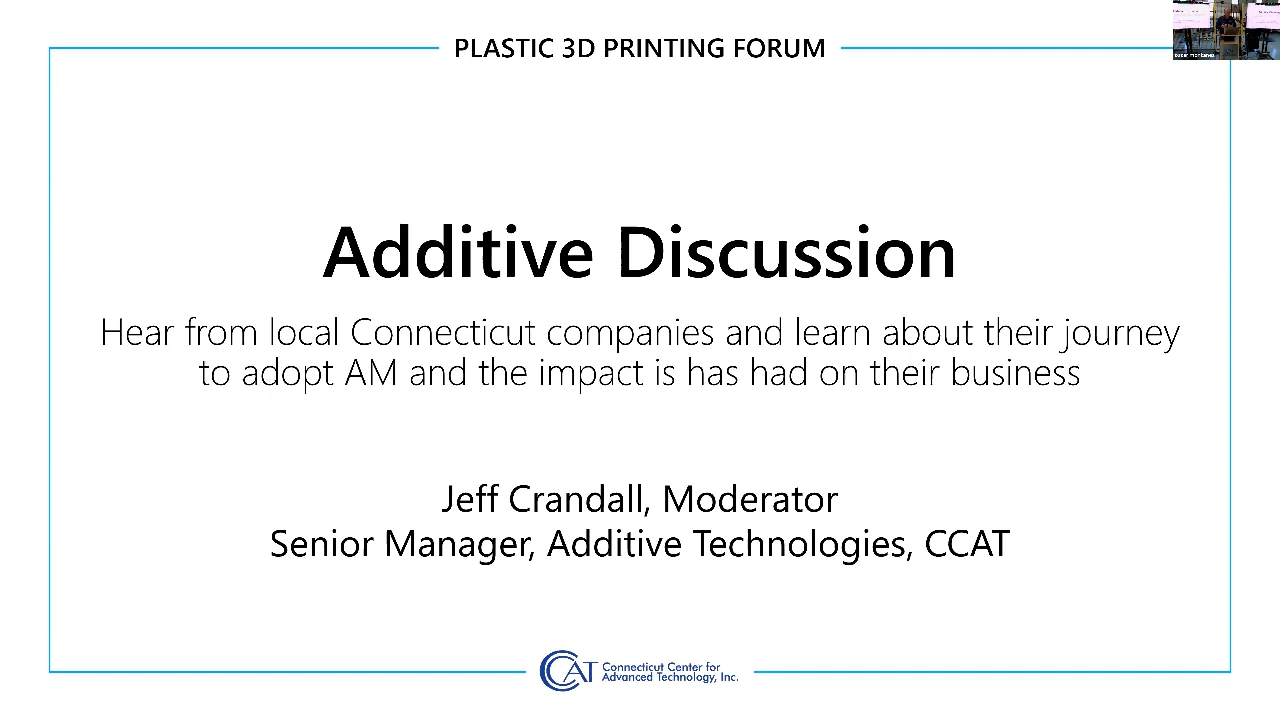 PLASTIC 3D PRINTING FORUM
Additive Discussion
Hear from local Connecticut companies and learn about their journey
to adopt AM and the impact is has had on their business
Jeff Crandall, Moderator
Senior Manager, Additive Technologies, CCAT
CCAT Connecticut Center for
Advanced Technology, Inc.